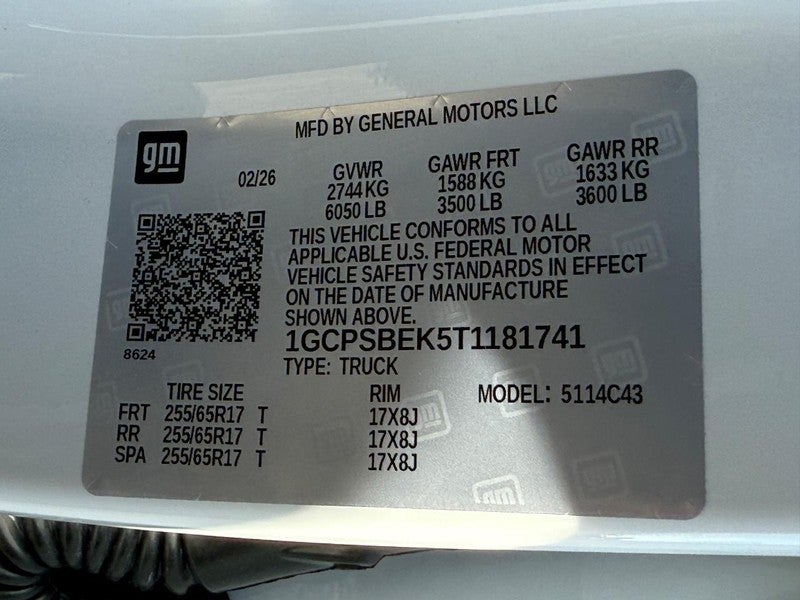 MFD BY GENERAL MOTORS LLC
gm
02/26
GVWR GAWR FRT GAWR RR
2744 KG 1588 KG 1633 KG
6050 LB 3500 LB 3600 LB
THIS VEHICLE CONFORMS TO ALL
APPLICABLE U.S. FEDERAL MOTOR
VEHICLE SAFETY STANDARDS IN EFFECT
ON THE DATE OF MANUFACTURE
SHOWN ABOVE.
1GCPSBEK5T1181741
8624
TYPE: TRUCK
TIRE SIZE RIM MODEL: 5114C43
FRT 255/65R17 T 17X8J
RR 255/65R17 T 17X8J
SPA 255/65R17 T 17X8J
gm